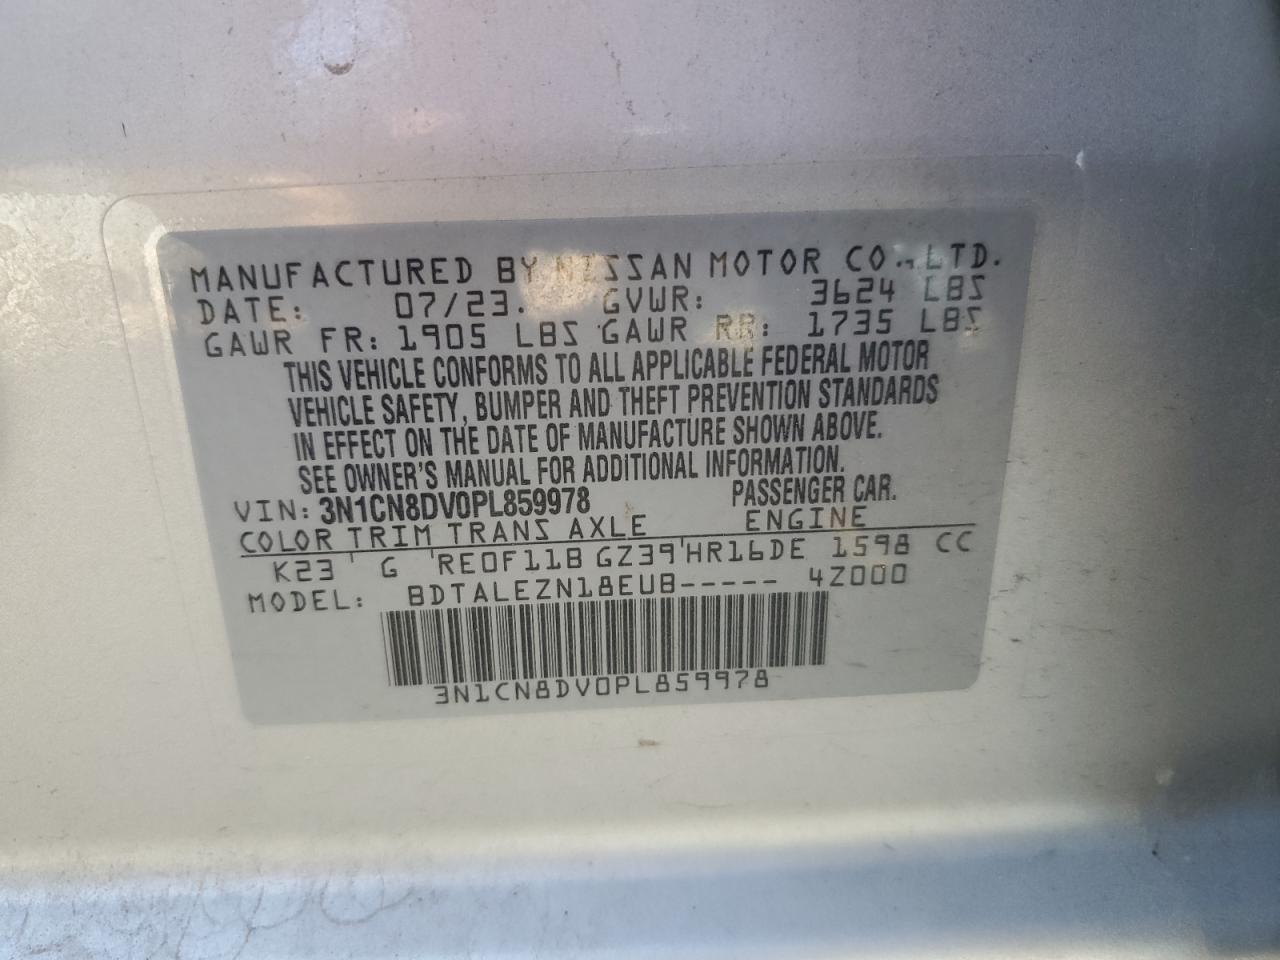 MANUFACTURED BY NISSAN MOTOR CO., LTD.
DATE: 07/23. GVWR: 3624 LBS
GAWR FR: 1905 LBS GAWR RR: 1735 LBS
THIS VEHICLE CONFORMS TO ALL APPLICABLE FEDERAL MOTOR
VEHICLE SAFETY, BUMPER AND THEFT PREVENTION STANDARDS
IN EFFECT ON THE DATE OF MANUFACTURE SHOWN ABOVE.
SEE OWNER'S MANUAL FOR ADDITIONAL INFORMATION.
VIN: 3N1CN8DV0PL859978 PASSENGER CAR.
COLOR TRIM TRANS AXLE ENGINE
K23 G RE0F11B GZ39 HR16DE 1598 CC
MODEL: BDTALEZN18EUB----- 4Z000
3N1CN8DV0PL859978